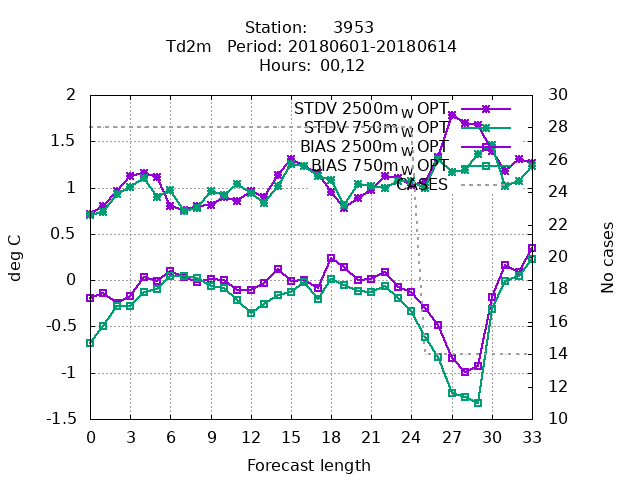 Station: 3953
Td2m Period: 20180601-20180614
Hours: 00,12
STDV 2500m_W OPT
STDV 750m_W OPT
BIAS 2500m_W OPT
BIAS 750m_W OPT
CASES
2
1.5
1
0.5
0
-0.5
-1
-1.5
30
28
26
24
22
20
18
16
14
12
10
deg C
No cases
0 3 6 9 12 15 18 21 24 27 30 33
Forecast length